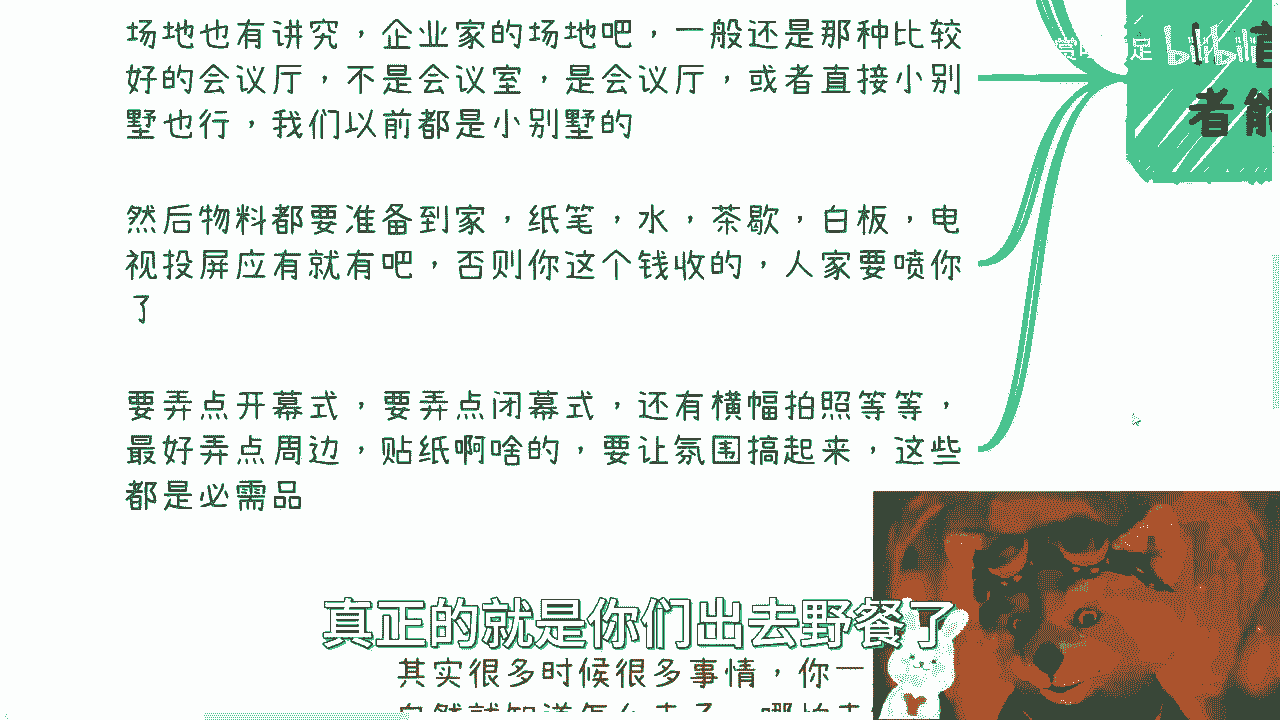 场地也有讲究，企业家的场地吧，一般还是那种比较
好的会议厅，不是会议室，是会议厅，或者直接小别
墅也行，我们以前都是小别墅的
然后物料都要准备到家，纸笔，水，茶歇，白板，电
视投屏应有就有吧，否则你这个钱收的，人家要喷你
了
要弄点开幕式，要弄点闭幕式，还有横幅拍照等等，
最好弄点周边，贴纸啊啥的，要让氛围搞起来，这些
都是必需品
真正的就是你们出去野餐了
其实很多时候很多事情，你一
bilibili
者能